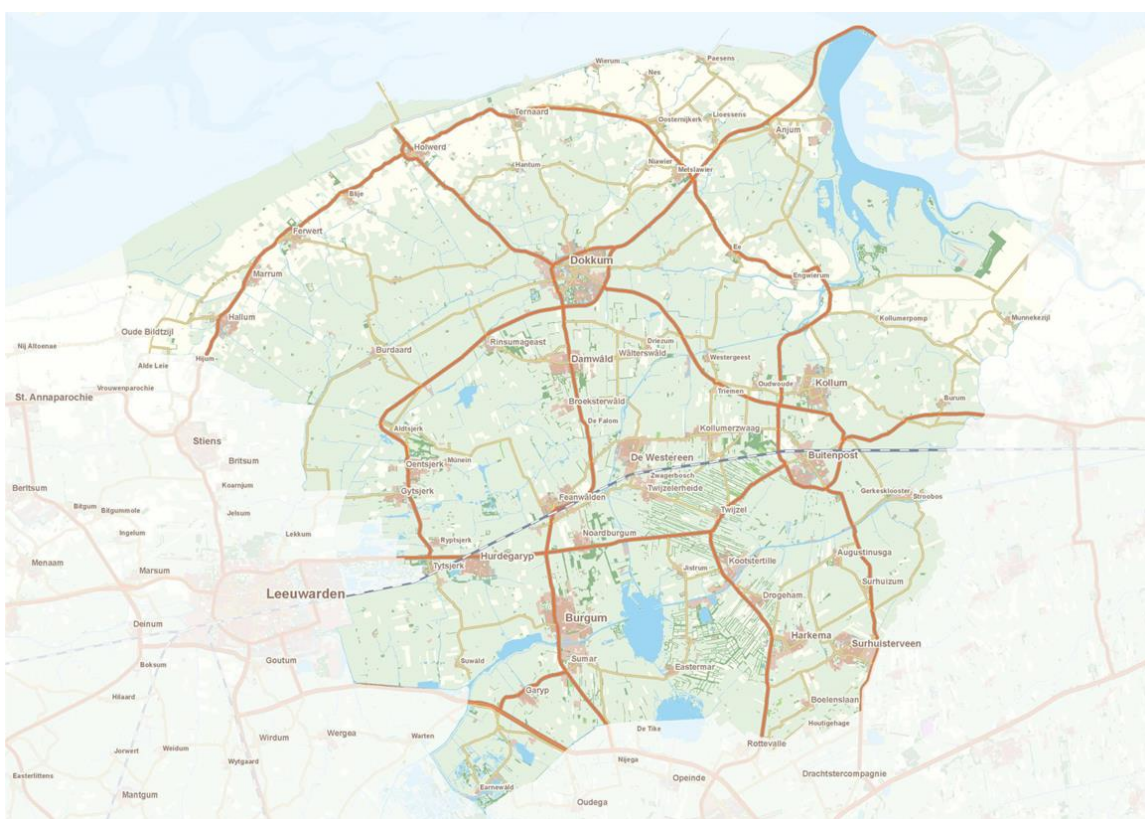 Wierum
Paesens
Nes
Ternaard
Oosternijkerk
Lioessens
Anjum
Holwerd
Niawier
Metslawier
Hantum
Blije
Ferwert
Ee
Dokkum
Marrum
Engwierum
Hallum
Kollumerpomp
Munnekezijl
Oude Bildtzijl
Nij Altoenae
Rinsumageast
Driezum
Burdaard
Wâlterswâld
Hijum
Damwâld
Westergeest
Alde Leie
Vrouwenparochie
Oudwoude
Kollum
St. Annaparochie
Triemen
Burum
Broeksterwâld
De Falom
Aldtsjerk
Kollumerzwaag
Stiens
De Westereen
Buitenpost
Britsum
Oentsjerk
Mûnein
Zwagerbosch
Koarnjum
Beritsum
Gytsjerk
Twijzelerheide
Gerkesklooster
Stroobos
Feanwâlden
Bitgum
Bitgummole
Jelsum
Twijzel
Ingelum
Lekkum
Ryptsjerk
Noardburgum
Hurdegaryp
Augustinusga
Menaam
Marsum
Tytsjerk
Jistrum
Kootstertille
Surhuizum
Leeuwarden
Drogeham
Burgum
Deinum
Harkema
Surhuisterveen
Boksum
Goutum
Suwâld
Sumar
Eastermar
Hilaard
Garyp
Boelenslaan
Houtigehage
De Tike
Wergea
Warten
Wirdum
Rottevalle
Jorwert
Weidum
Wytgaard
Nijega
Easterlittens
Opeinde
Drachtstercompagnie
Earnewâld
Mantgum
Oudega